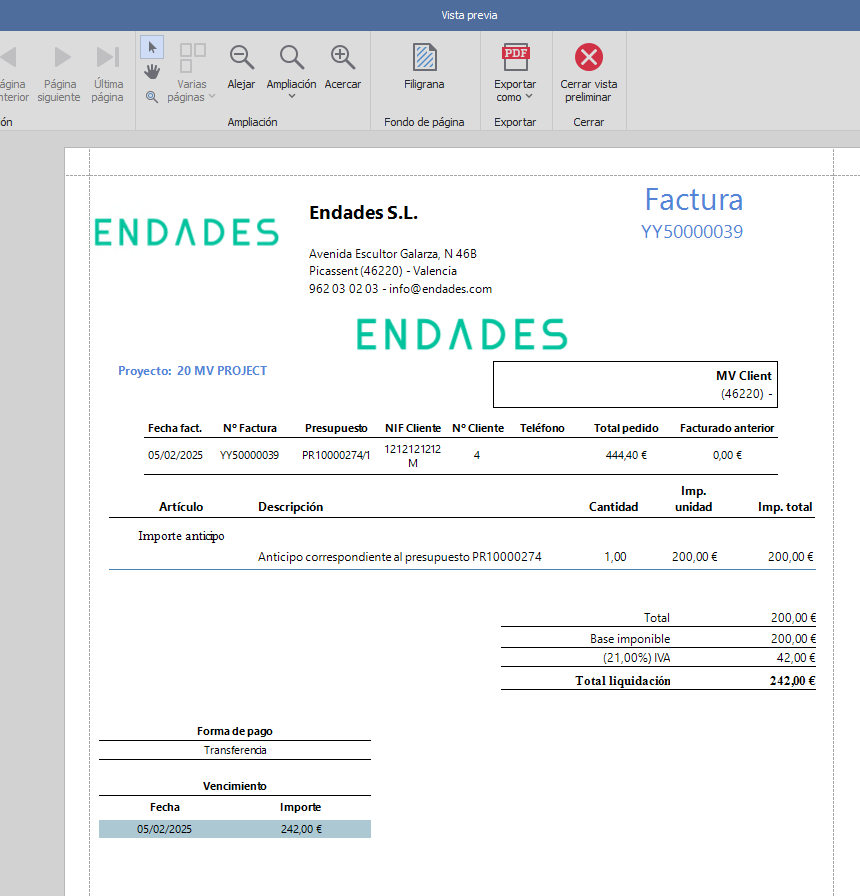 Vista previa
ágina
nterior
Página
siguiente
Última
página
Varias
páginas
Alejar
Ampliación
Acercar
Filigrana
PDF
Exportar
como
Cerrar vista
preliminar
ón
Ampliación
Fondo de página
Exportar
Cerrar
ENDADES
Endades S.L.
Factura
YY50000039
Avenida Escultor Galarza, N 46B
Picassent (46220) - Valencia
962 03 02 03 - info@endades.com
ENDADES
Proyecto: 20 MV PROJECT
MV Client
(46220) -
Fecha fact. Nº Factura Presupuesto NIF Cliente Nº Cliente Teléfono Total pedido Facturado anterior
05/02/2025 YY50000039 PR10000274/1 1212121212 4 444,40 € 0,00 €
M
Artículo Descripción Cantidad Imp. unidad Imp. total
Importe anticipo
Anticipo correspondiente al presupuesto PR10000274 1,00 200,00 € 200,00 €
Total 200,00 €
Base imponible 200,00 €
(21,00%) IVA 42,00 €
Total liquidación 242,00 €
Forma de pago
Transferencia
Vencimiento
Fecha Importe
05/02/2025 242,00 €